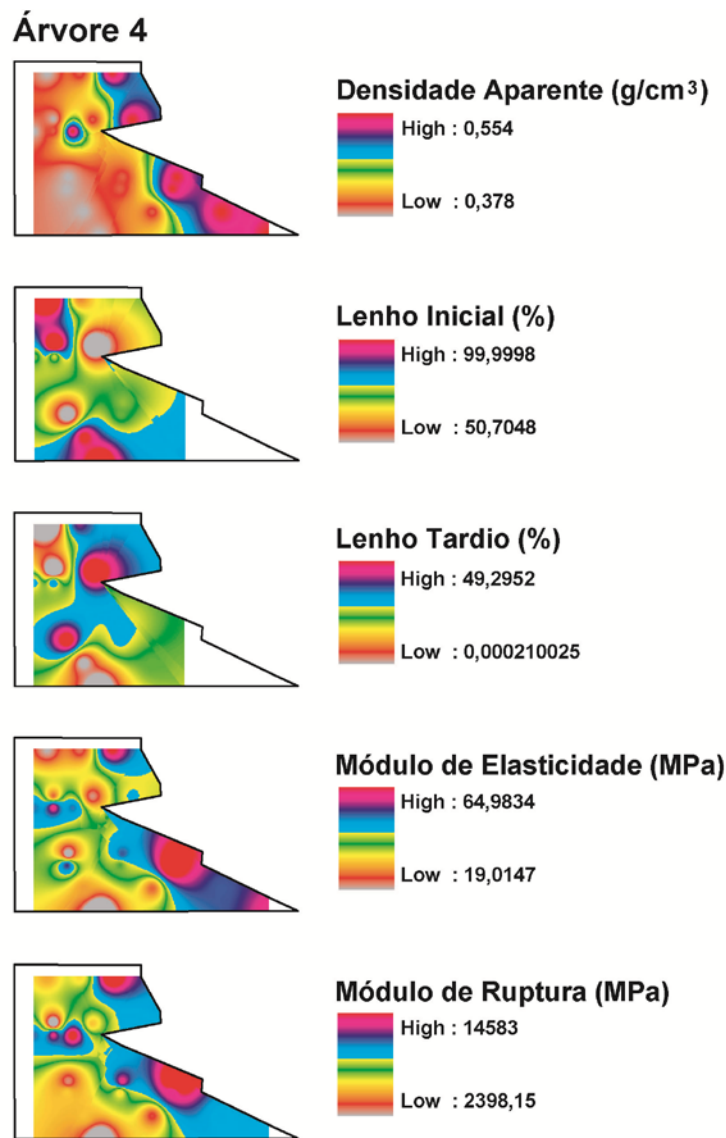 Árvore 4
Densidade Aparente (g/cm³)
High : 0,554
Low : 0,378
Lenho Inicial (%)
High : 99,9998
Low : 50,7048
Lenho Tardio (%)
High : 49,2952
Low : 0,000210025
Módulo de Elasticidade (MPa)
High : 64,9834
Low : 19,0147
Módulo de Ruptura (MPa)
High : 14583
Low : 2398,15